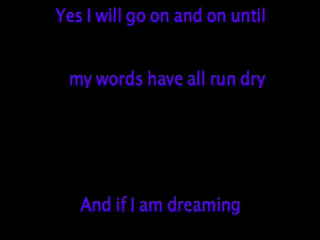 Yes I will go on and on until
my words have all run dry
And if I am dreaming